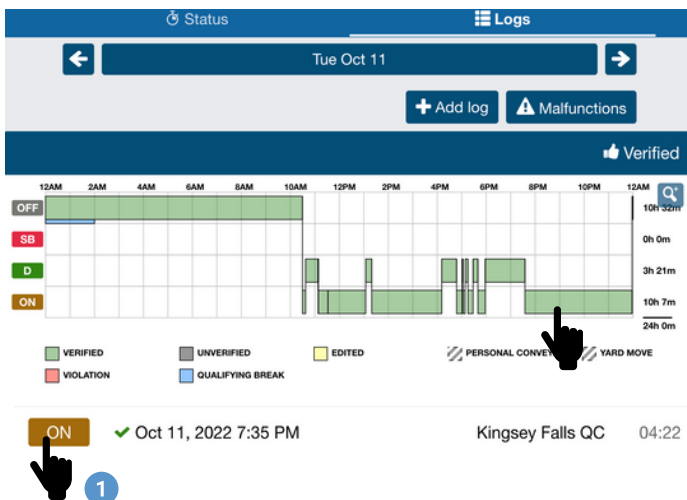 Status Logs
Tue Oct 11
Add log Malfunctions
Verified
12AM 2AM 4AM 6AM 8AM 10AM 12PM 2PM 4PM 6PM 8PM 10PM 12AM
OFF 10h 32m
SB 0h 0m
D 3h 21m
ON 10h 7m
24h 0m
VERIFIED UNVERIFIED EDITED PERSONAL CONVEY YARD MOVE
VIOLATION QUALIFYING BREAK
ON Oct 11, 2022 7:35 PM Kingsey Falls QC 04:22
1